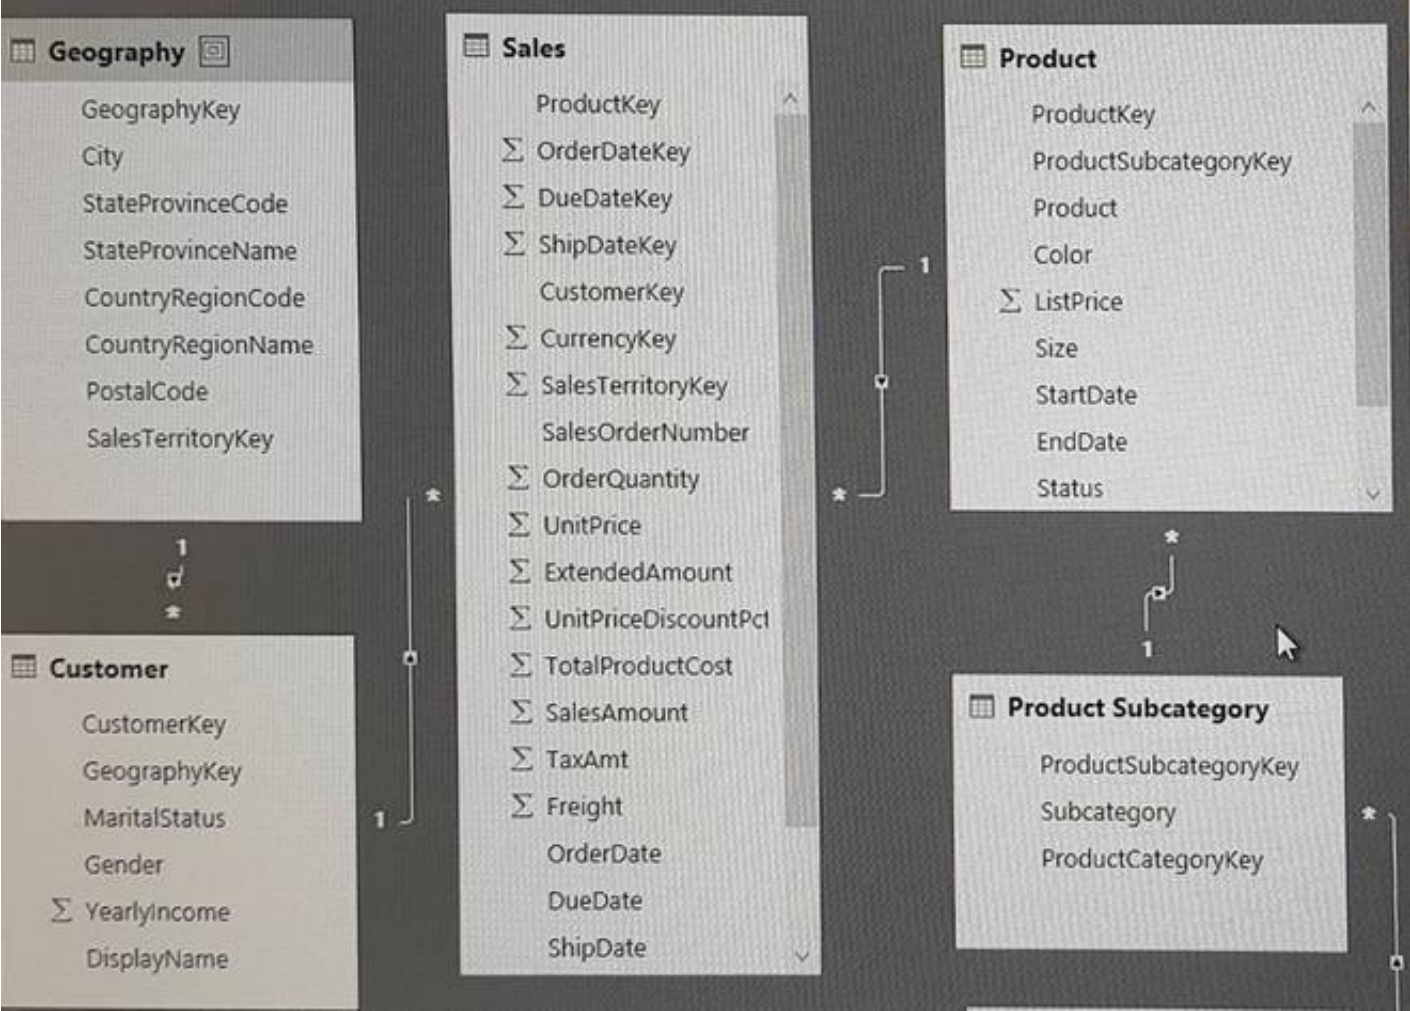 Geography
GeographyKey
City
StateProvinceCode
StateProvinceName
CountryRegionCode
CountryRegionName
PostalCode
SalesTerritoryKey
1
*
Customer
CustomerKey
GeographyKey
MaritalStatus
Gender
Σ YearlyIncome
DisplayName
*
1
Sales
ProductKey
Σ OrderDateKey
Σ DueDateKey
Σ ShipDateKey
CustomerKey
Σ CurrencyKey
Σ SalesTerritoryKey
SalesOrderNumber
Σ OrderQuantity
Σ UnitPrice
Σ ExtendedAmount
Σ UnitPriceDiscountPct
Σ TotalProductCost
Σ SalesAmount
Σ TaxAmt
Σ Freight
OrderDate
DueDate
ShipDate
1
*
Product
ProductKey
ProductSubcategoryKey
Product
Color
Σ ListPrice
Size
StartDate
EndDate
Status
*
1
Product Subcategory
ProductSubcategoryKey
Subcategory
ProductCategoryKey
*